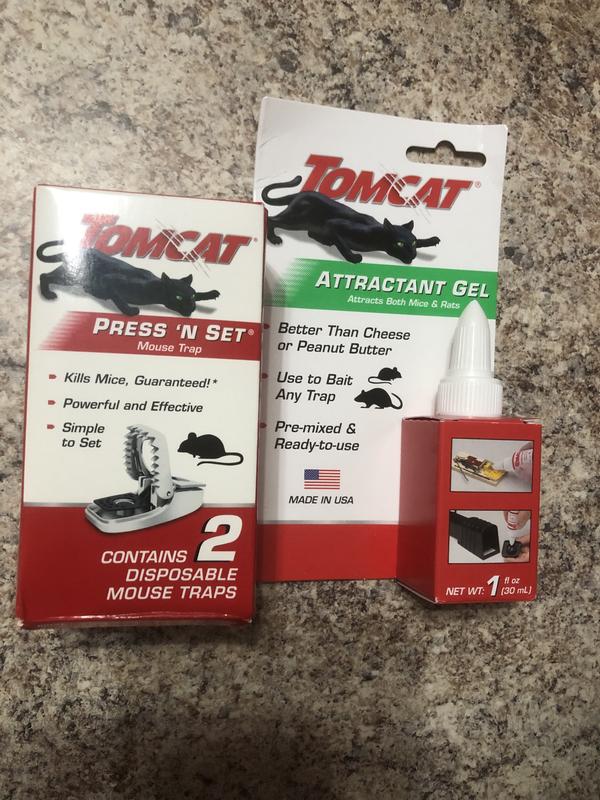 TOMCAT®
PRESS 'N SET®
Mouse Trap
Kills Mice, Guaranteed!*
Powerful and Effective
Simple
to Set
CONTAINS 2
DISPOSABLE
MOUSE TRAPS
TOMCAT®
ATTRACTANT GEL
Attracts Both Mice & Rats
Better Than Cheese
or Peanut Butter
Use to Bait
Any Trap
Pre-mixed &
Ready-to-use
MADE IN USA
NET WT: 1 fl oz
(30 mL)